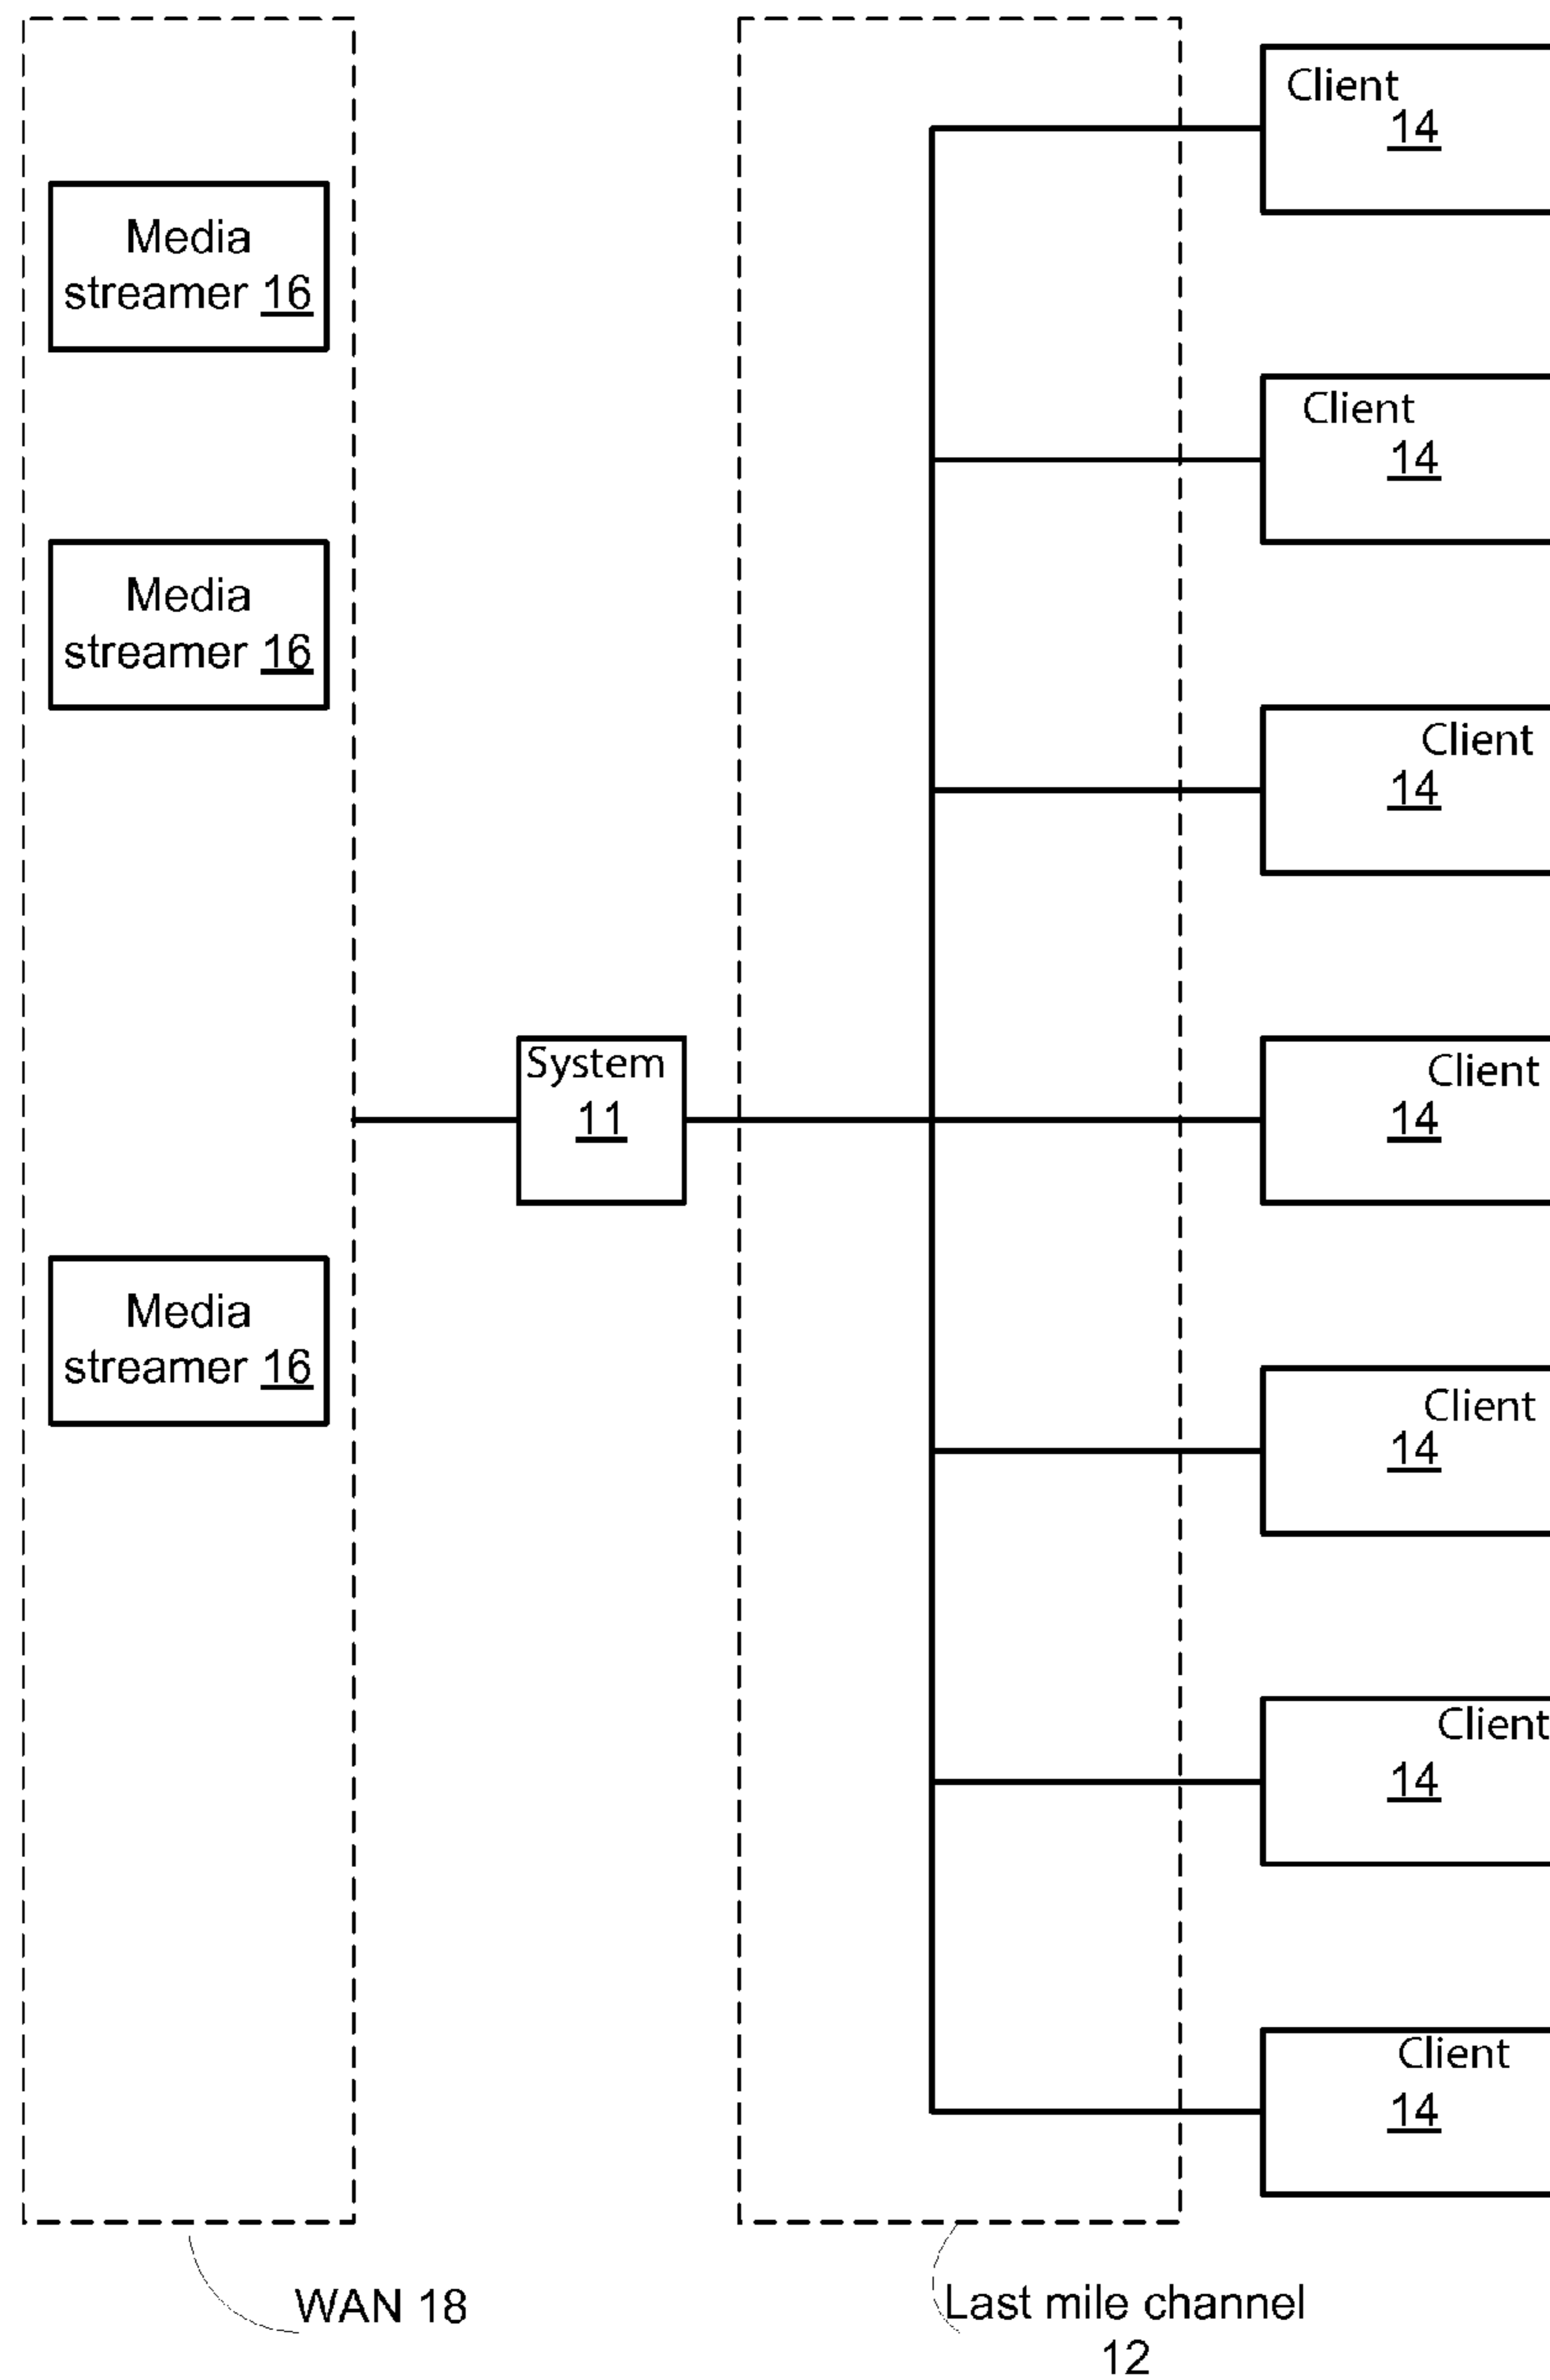 Media
streamer 16
Media
streamer 16
Media
streamer 16
WAN 18
System
11
Last mile channel
12
Client
14
Client
14
Client
14
Client
14
Client
14
Client
14
Client
14